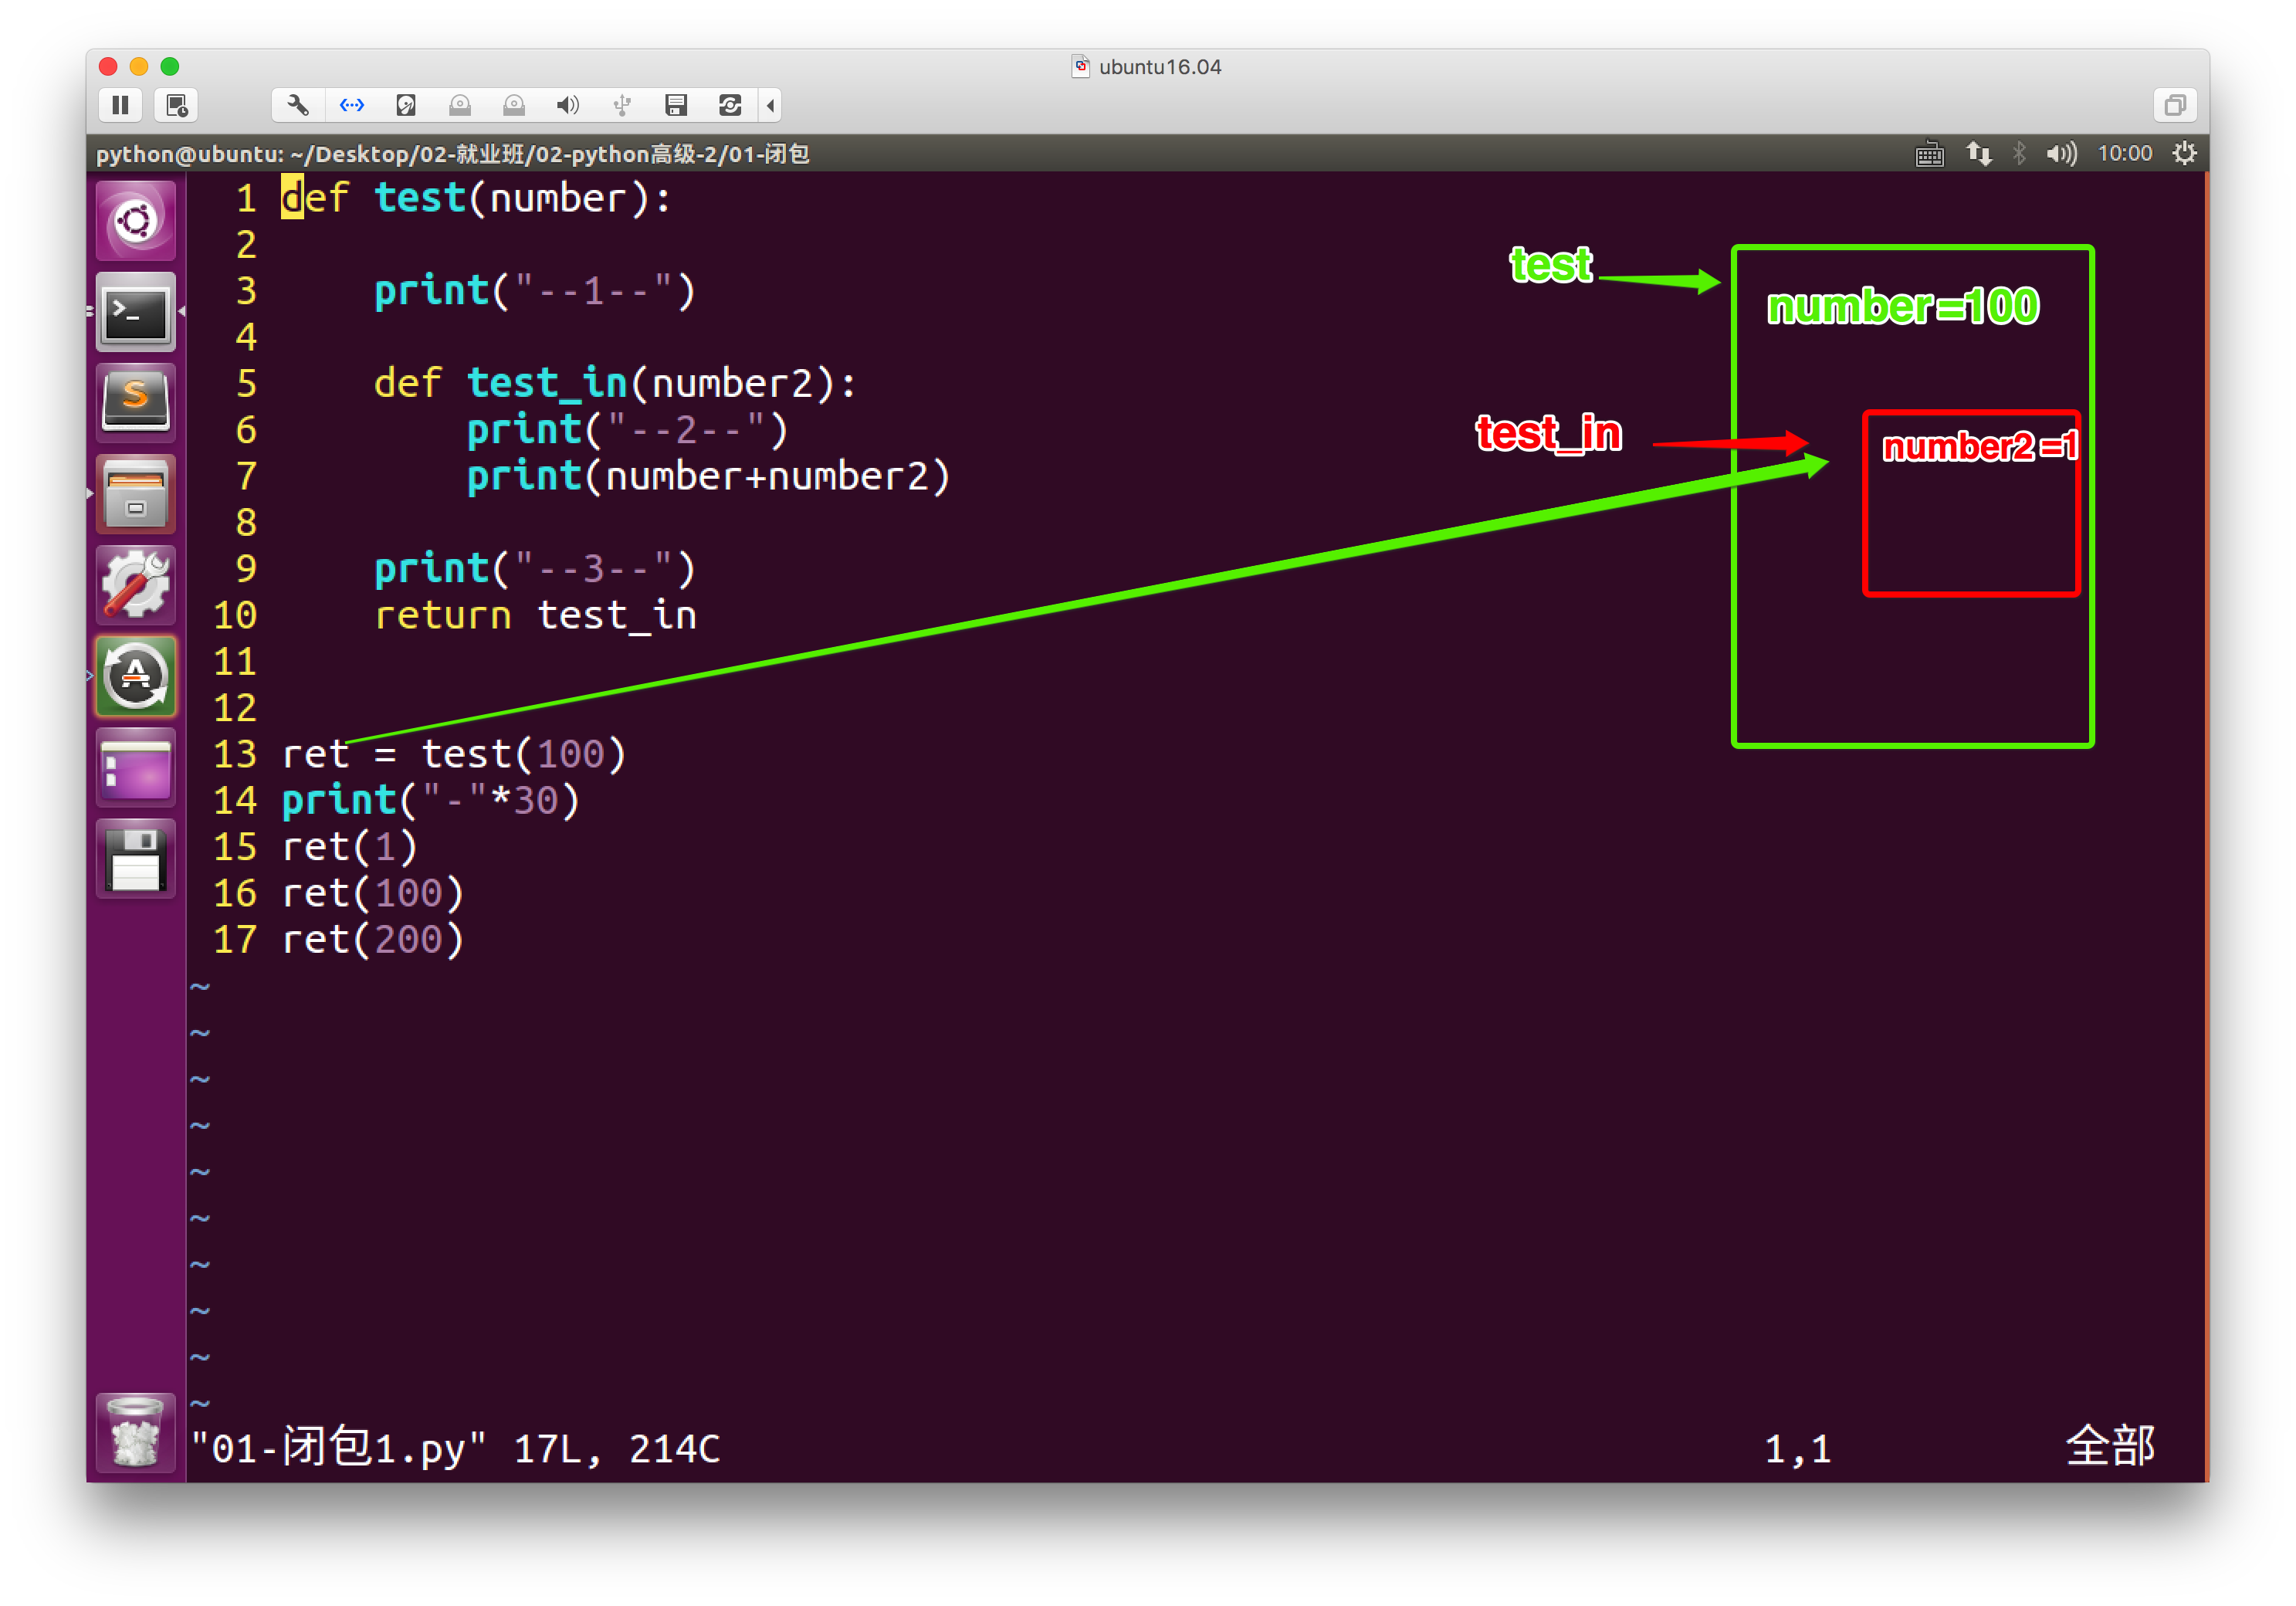 ubuntu16.04
python@ubuntu: ~/Desktop/02-就业班/02-python高级-2/01-闭包 10:00
1 def test(number):
2
3     print("--1--")
4
5     def test_in(number2):
6         print("--2--")
7         print(number+number2)
8
9     print("--3--")
10     return test_in
11
12
13 ret = test(100)
14 print("-"*30)
15 ret(1)
16 ret(100)
17 ret(200)
~
~
~
~
~
~
~
~
~
~
"01-闭包1.py" 17L, 214C 1,1 全部
test
number=100
test_in
number2 =1